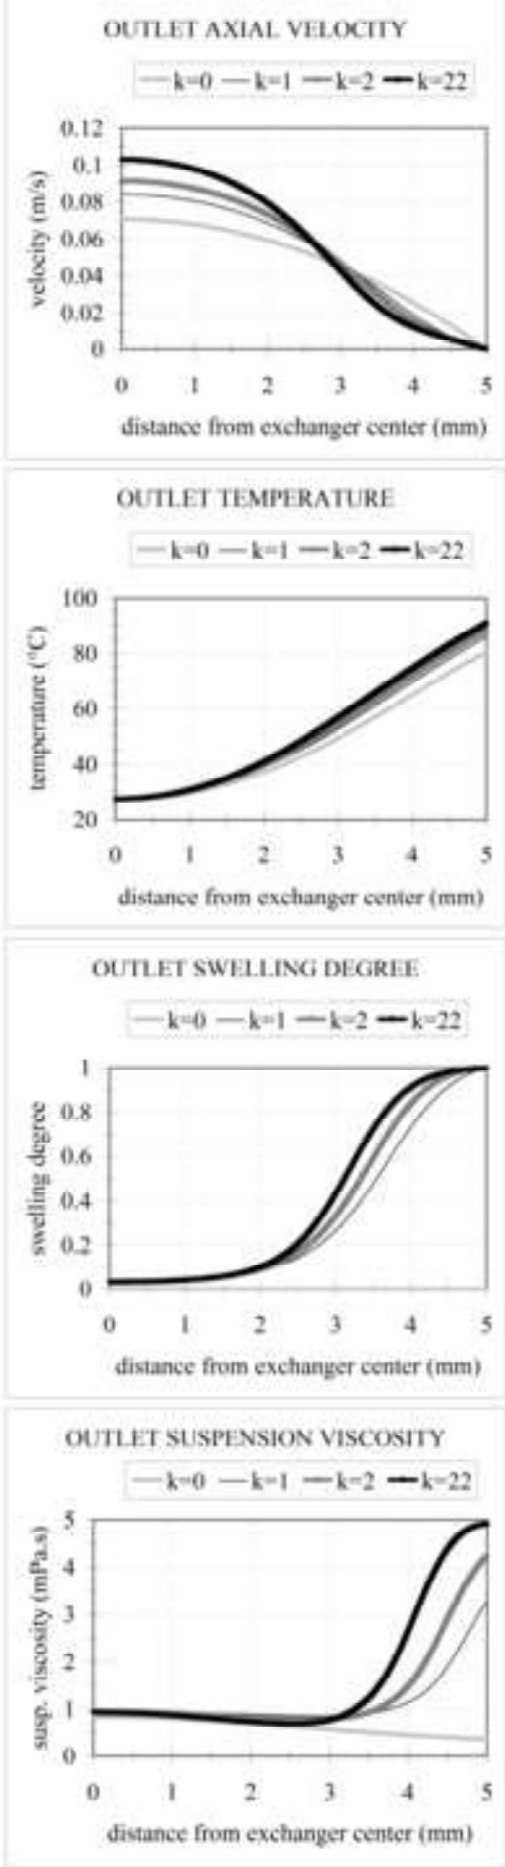 OUTLET AXIAL VELOCITY
k=0 k=1 k=2 k=22
velocity (m/s)
0.12
0.1
0.08
0.06
0.04
0.02
0
0 1 2 3 4 5
distance from exchanger center (mm)
OUTLET TEMPERATURE
k=0 k=1 k=2 k=22
temperature (°C)
100
80
60
40
20
0 1 2 3 4 5
distance from exchanger center (mm)
OUTLET SWELLING DEGREE
k=0 k=1 k=2 k=22
swelling degree
1
0.8
0.6
0.4
0.2
0
0 1 2 3 4 5
distance from exchanger center (mm)
OUTLET SUSPENSION VISCOSITY
k=0 k=1 k=2 k=22
susp. viscosity (mPa.s)
5
4
3
2
1
0
0 1 2 3 4 5
distance from exchanger center (mm)